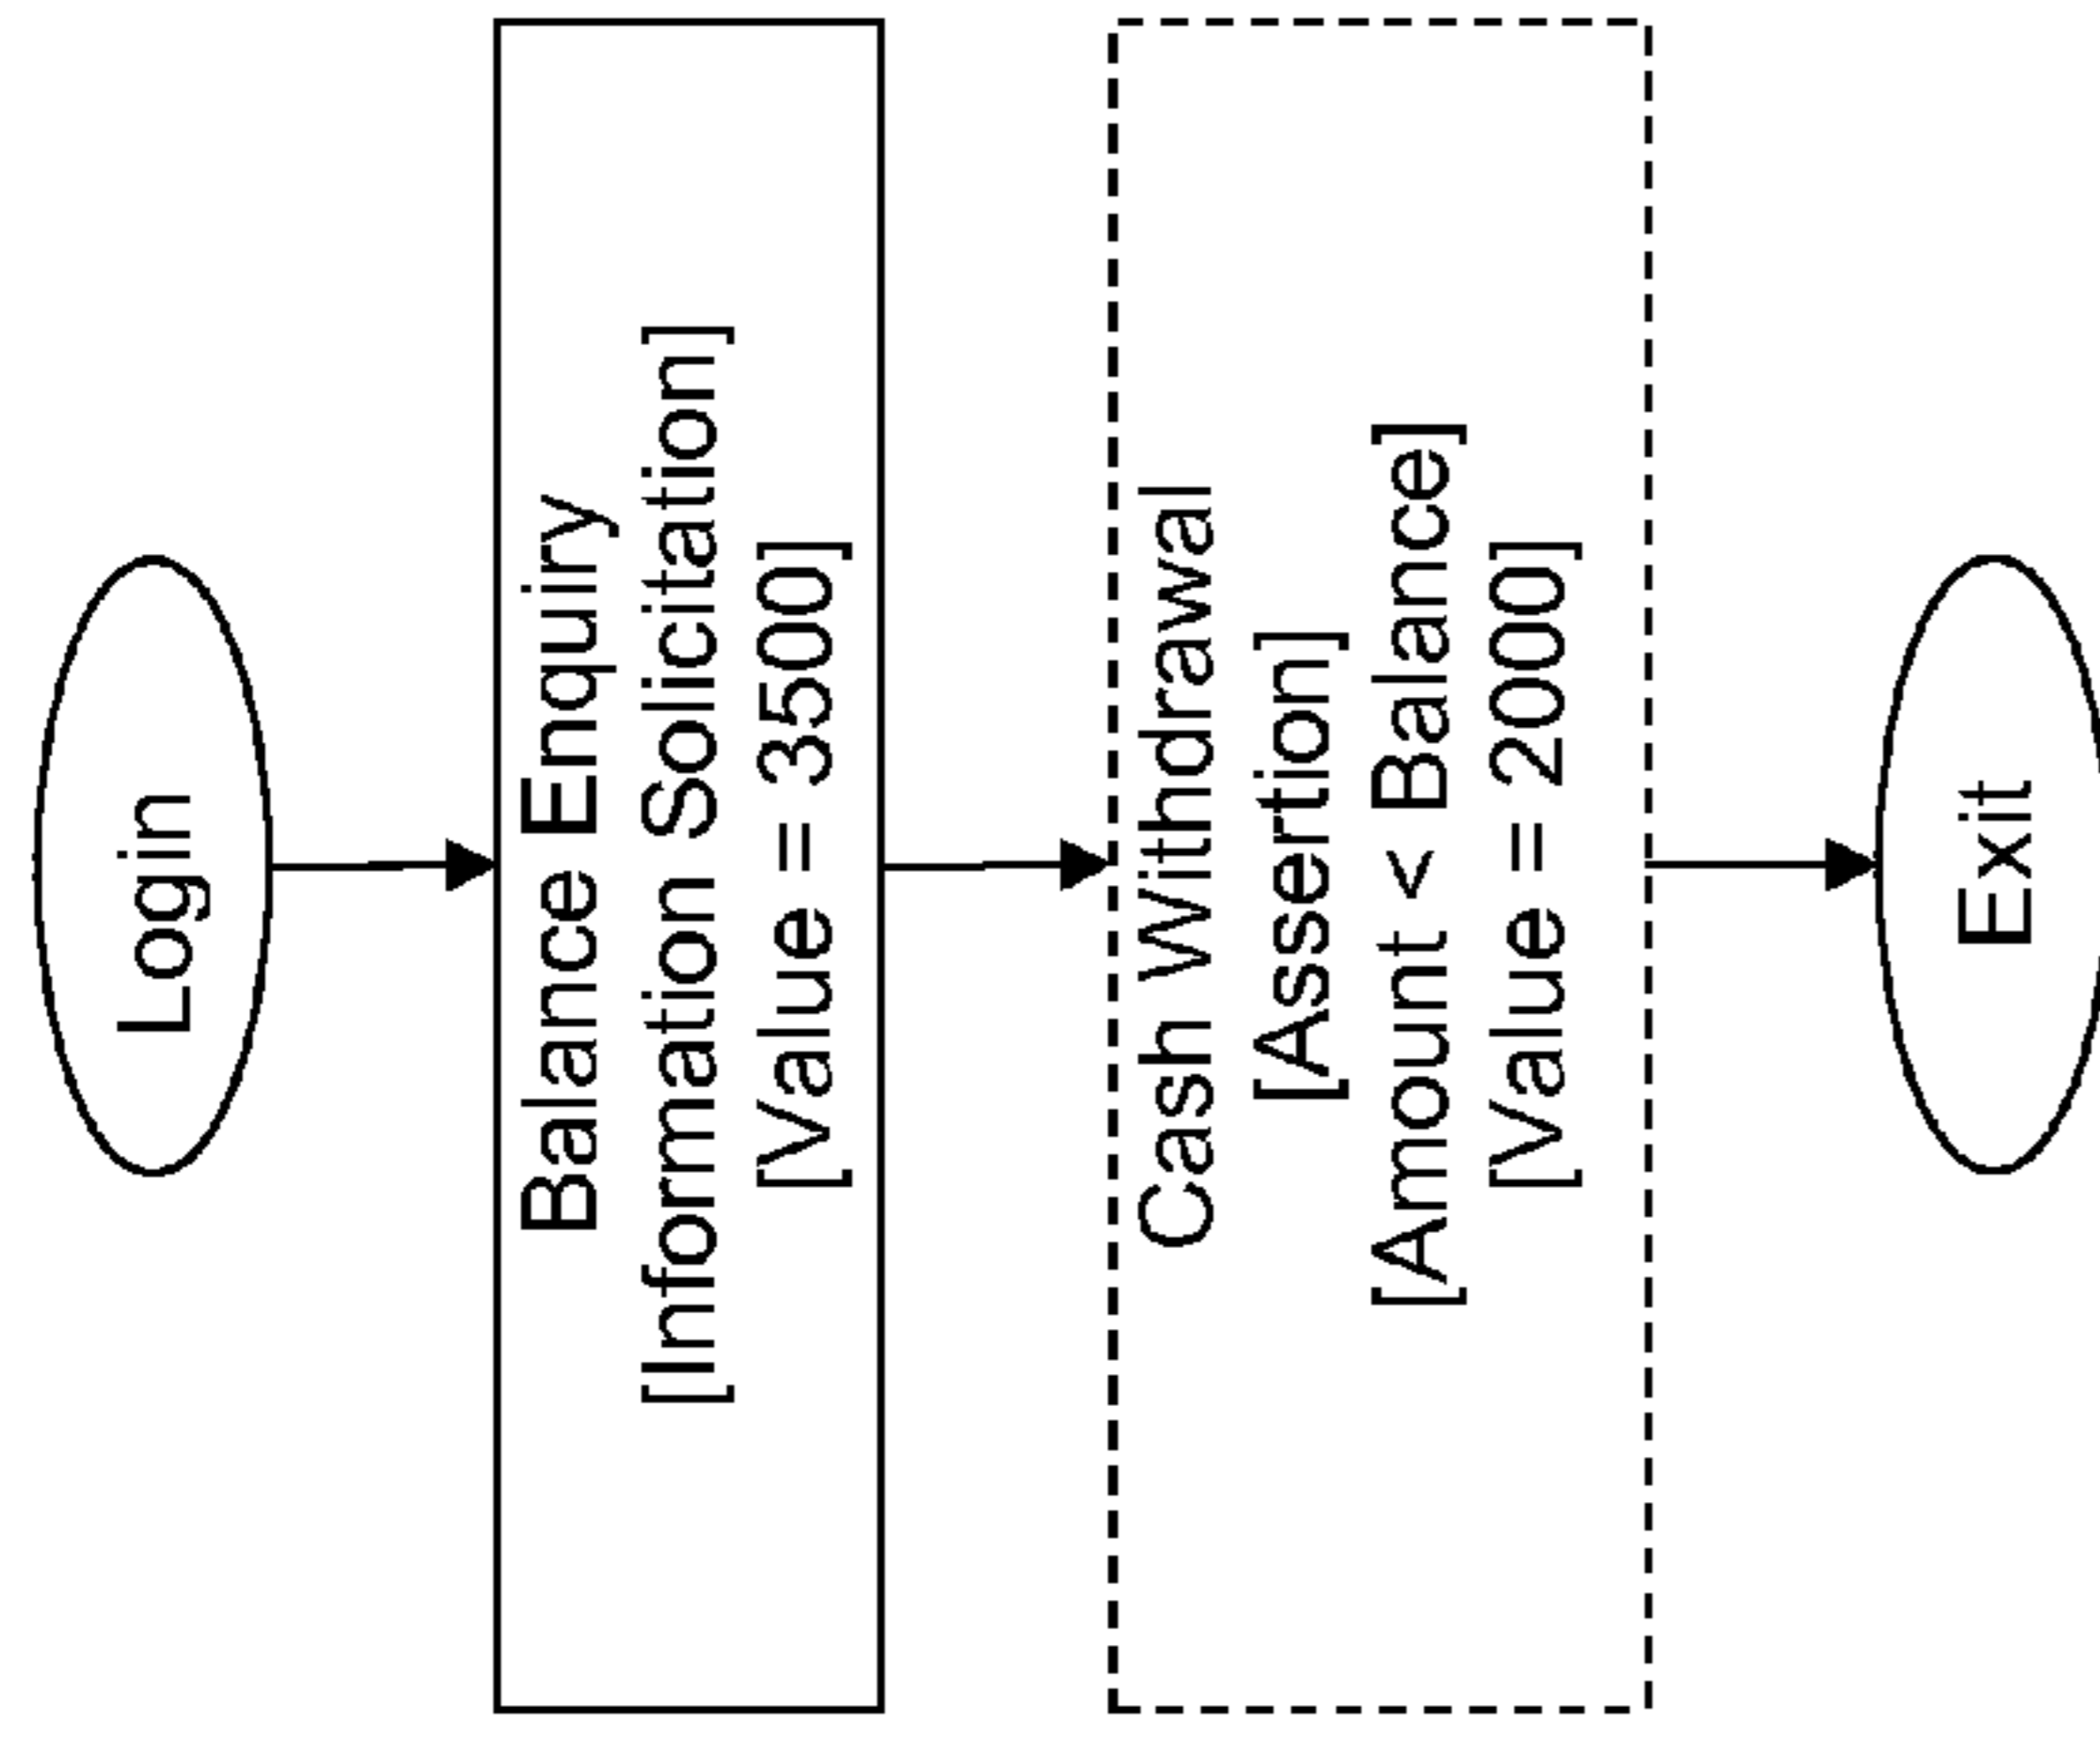 Login
Balance Enquiry
[Information Solicitation]
[Value = 3500]
Cash Withdrawal
[Assertion]
[Amount < Balance]
[Value = 2000]
Exit